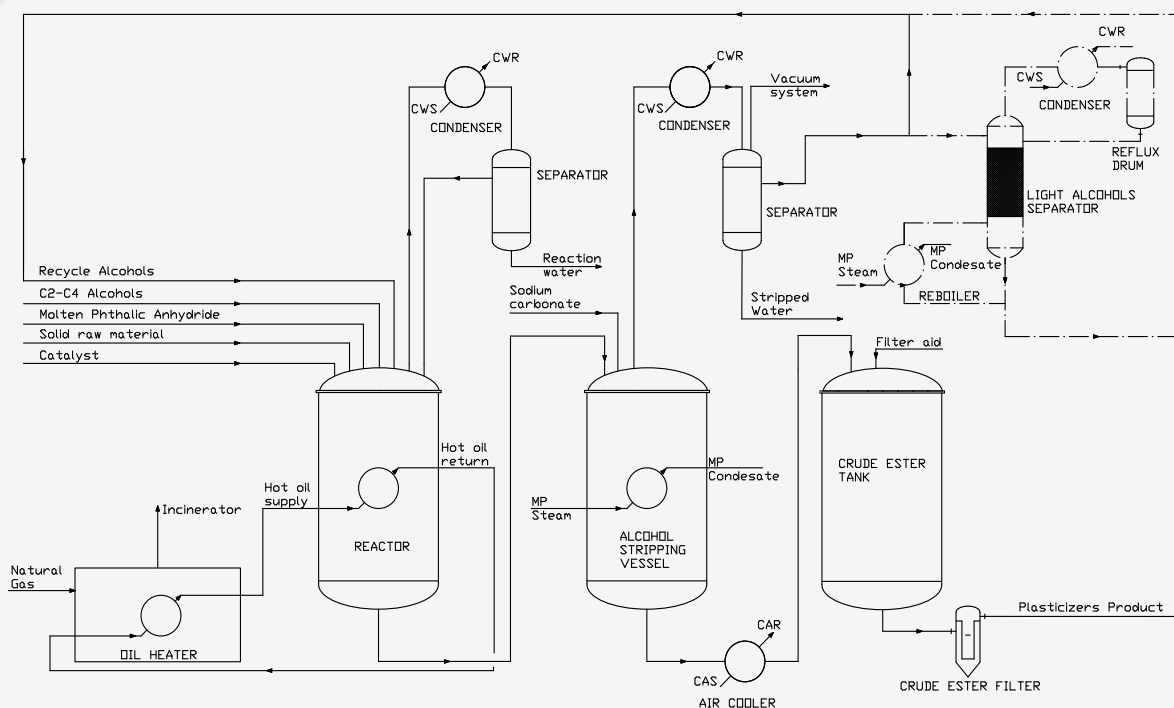 CWR
CWS
CONDENSER
SEPARATOR
Reaction
water
CWR
CWS
CONDENSER
Vacuum
system
SEPARATOR
Stripped
Water
CWR
CWS
CONDENSER
REFLUX
DRUM
LIGHT ALCOHOLS
SEPARATOR
MP
Steam
MP
Condesate
REBOILER
Recycle Alcohols
C2-C4 Alcohols
Molten Phthalic Anhydride
Solid raw material
Catalyst
Sodium
carbonate
Filter aid
Hot oil
return
Hot oil
supply
REACTOR
MP
Condesate
MP
Steam
ALCOHOL
STRIPPING
VESSEL
CRUDE ESTER
TANK
Incinerator
Natural
Gas
OIL HEATER
CAR
CAS
AIR COOLER
Plasticizers Product
CRUDE ESTER FILTER